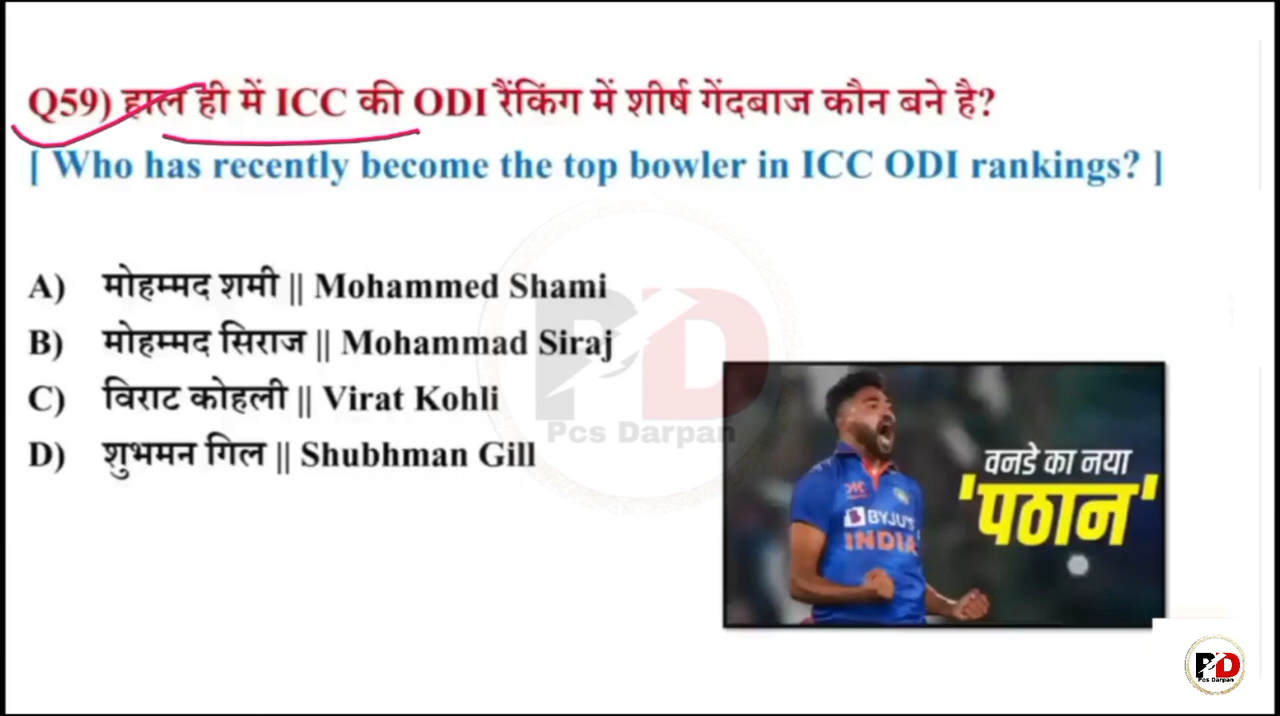 Q59) हाल ही में ICC की ODI रैंकिंग में शीर्ष गेंदबाज कौन बने है?
[ Who has recently become the top bowler in ICC ODI rankings? ]
A) मोहम्मद शमी || Mohammed Shami
B) मोहम्मद सिराज || Mohammad Siraj
C) विराट कोहली || Virat Kohli
D) शुभमन गिल || Shubhman Gill
PD
Pcs Darpan
वनडे का नया
'पठान'
BYJU'S
INDIA
PD
Pcs Darpan